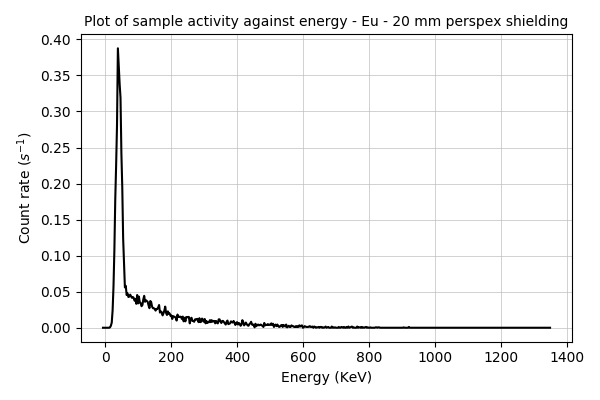 Plot of sample activity against energy - Eu - 20 mm perspex shielding
0.40
0.35
0.30
0.25
0.20
0.15
0.10
0.05
0.00
Count rate (s⁻¹)
0 200 400 600 800 1000 1200 1400
Energy (KeV)